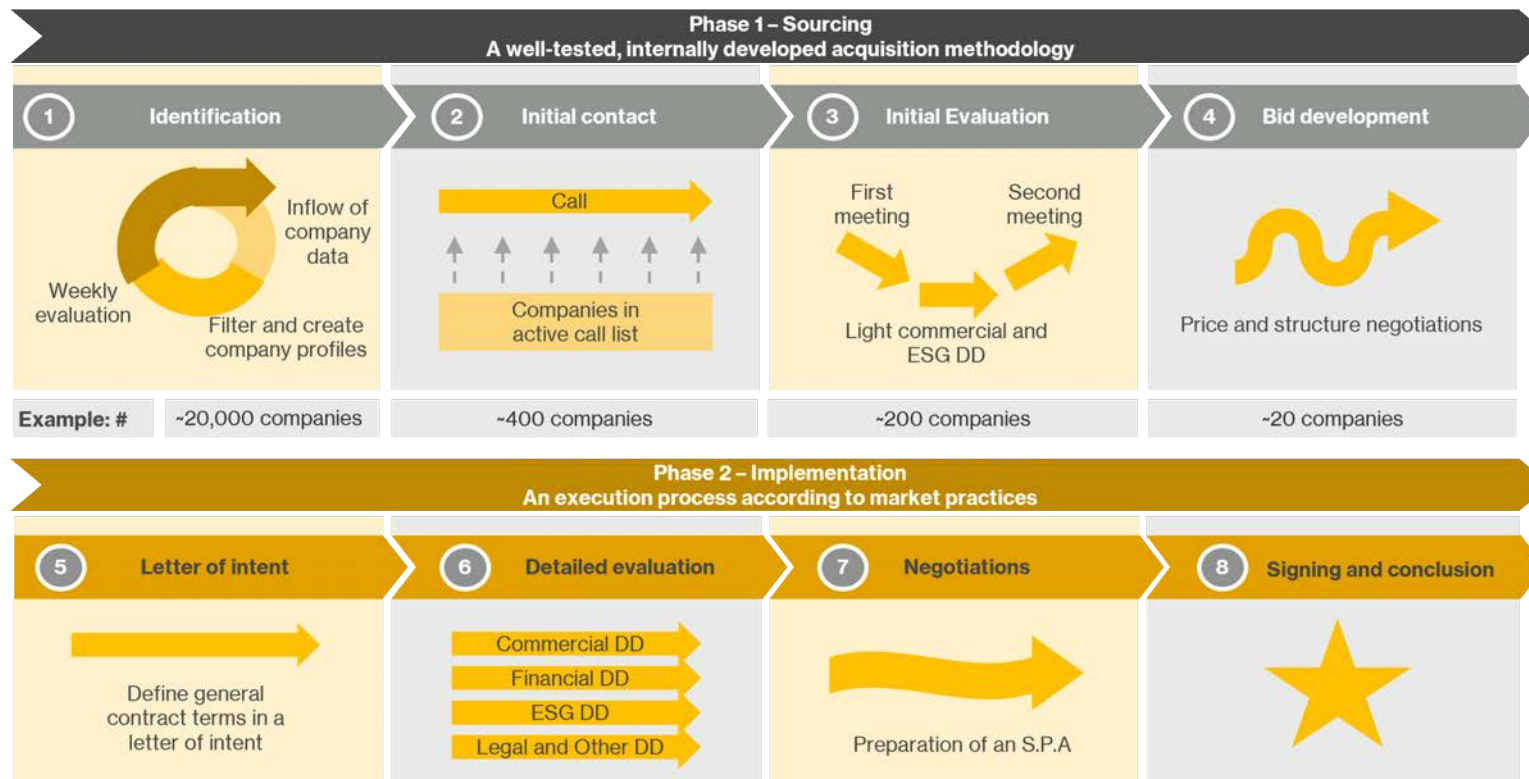 Phase 1 – Sourcing
A well-tested, internally developed acquisition methodology
1
Identification
2
Initial contact
3
Initial Evaluation
4
Bid development
Inflow of
company
data
Weekly
evaluation
Filter and create
company profiles
Call
Companies in
active call list
First
meeting
Second
meeting
Light commercial and
ESG DD
Price and structure negotiations
Example: #
~20,000 companies
~400 companies
~200 companies
~20 companies
Phase 2 – Implementation
An execution process according to market practices
5
Letter of intent
6
Detailed evaluation
7
Negotiations
8
Signing and conclusion
Define general
contract terms in a
letter of intent
Commercial DD
Financial DD
ESG DD
Legal and Other DD
Preparation of an S.P.A